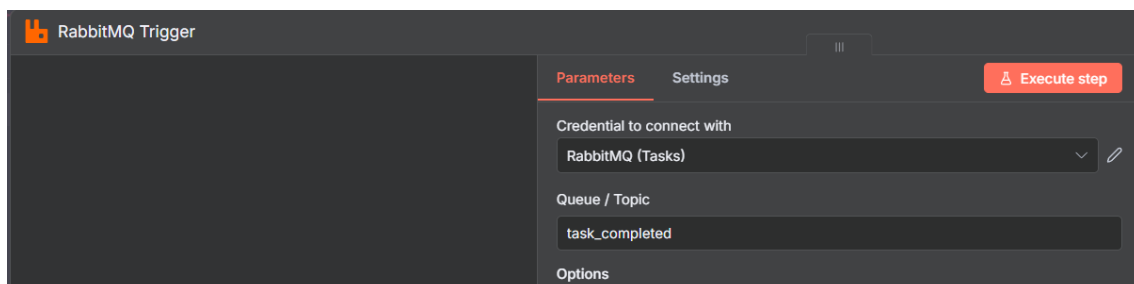 RabbitMQ Trigger
Parameters Settings Execute step
Credential to connect with
RabbitMQ (Tasks)
Queue / Topic
task_completed
Options